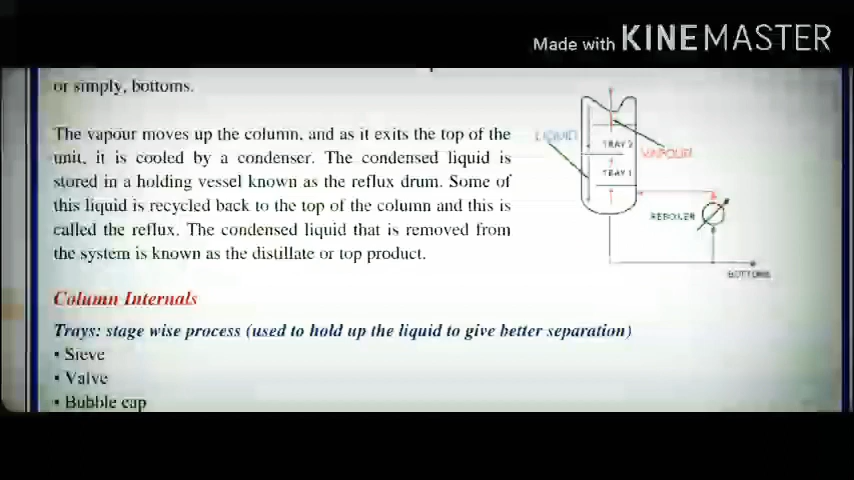 Made with KINEMASTER
or simply, bottoms.
The vapour moves up the column, and as it exits the top of the
unit, it is cooled by a condenser. The condensed liquid is
stored in a holding vessel known as the reflux drum. Some of
this liquid is recycled back to the top of the column and this is
called the reflux. The condensed liquid that is removed from
the system is known as the distillate or top product.
LIQUID
TRAY 2
VAPOUR
TRAY 1
REBOILER
BOTTOMS
Column Internals
Trays: stage wise process (used to hold up the liquid to give better separation)
• Sieve
• Valve
• Bubble cap